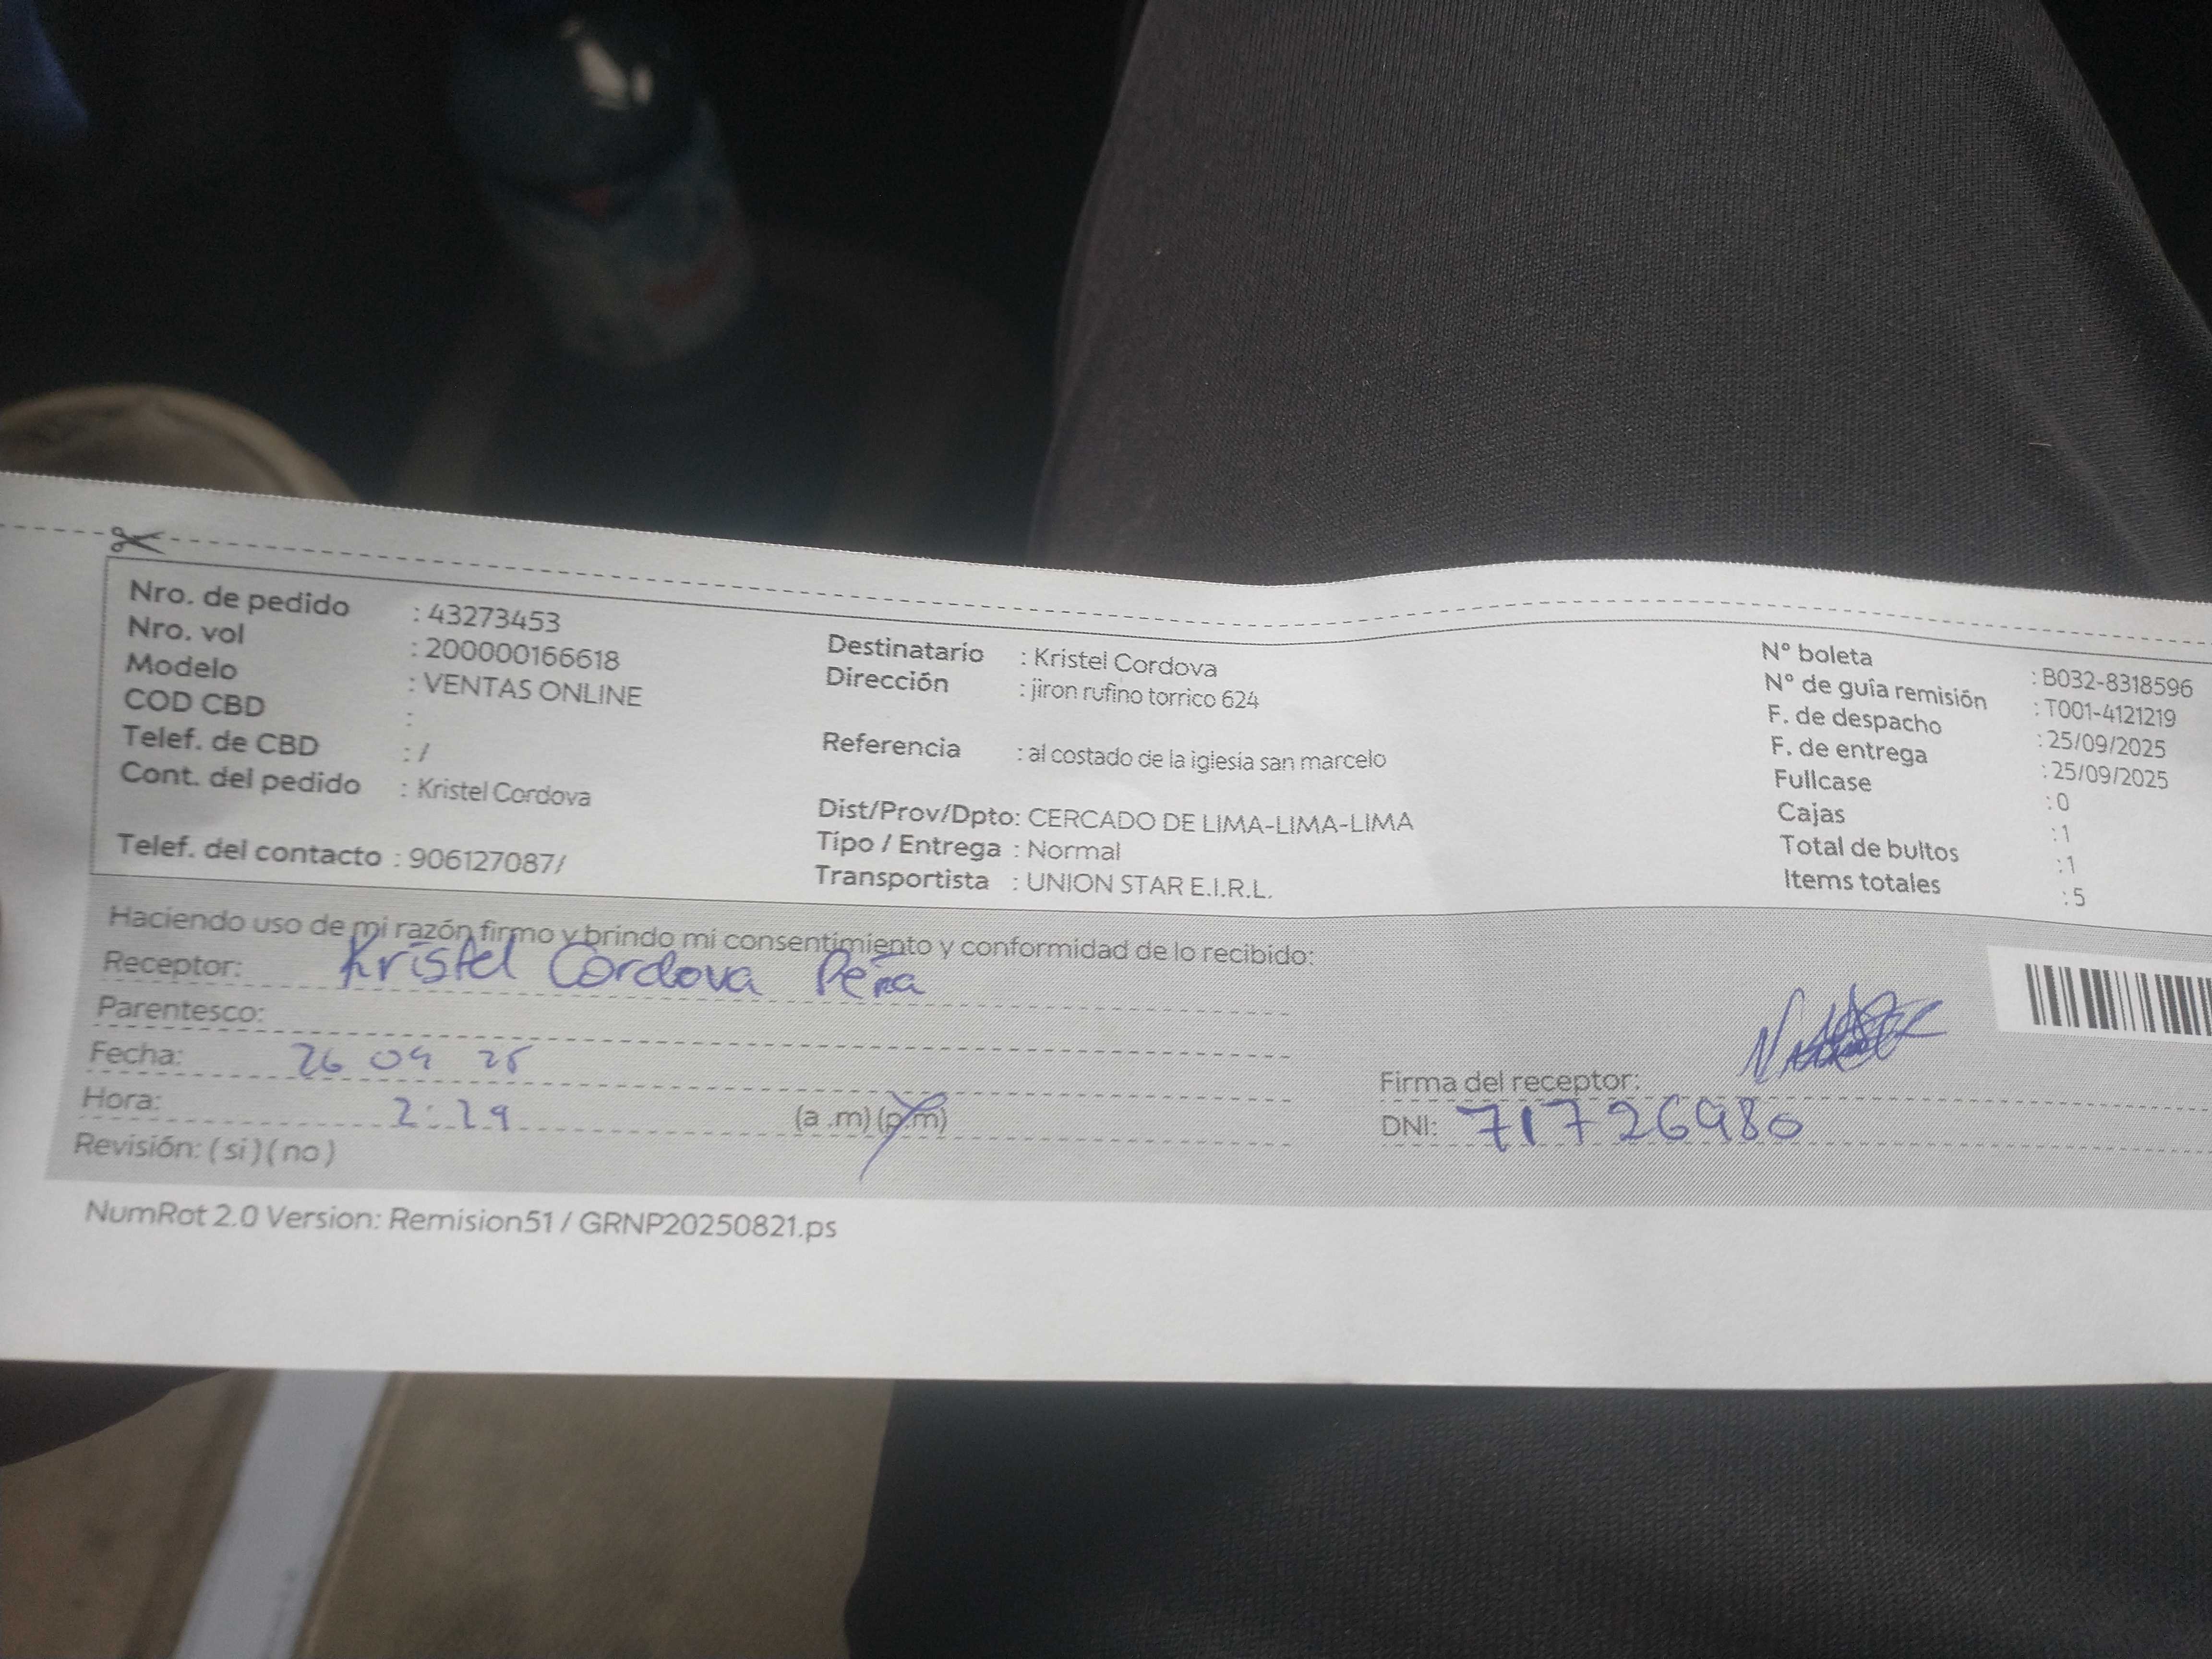 Nro. de pedido : 43273453
Nro. vol : 200000166618
Modelo : VENTAS ONLINE
COD CBD :
Telef. de CBD : /
Cont. del pedido : Kristel Cordova
Telef. del contacto : 906127087/
Destinatario : Kristel Cordova
Dirección : jiron rufino torrico 624
Referencia : al costado de la iglesia san marcelo
Dist/Prov/Dpto: CERCADO DE LIMA-LIMA-LIMA
Tipo / Entrega : Normal
Transportista : UNION STAR E.I.R.L.
N° boleta : B032-8318596
N° de guía remisión : T001-4121219
F. de despacho : 25/09/2025
F. de entrega : 25/09/2025
Fullcase : 0
Cajas : 1
Total de bultos : 1
Items totales : 5
Haciendo uso de mi razón firmo y brindo mi consentimiento y conformidad de lo recibido:
Receptor: Kristel Cordova Peña
Parentesco:
Fecha: 26 09 25
Hora: 2:29 (a .m)(p.m)
Revisión: ( si )( no )
Firma del receptor:
DNI: 71726980
NumRot 2.0 Version: Remision51 / GRNP20250821.ps